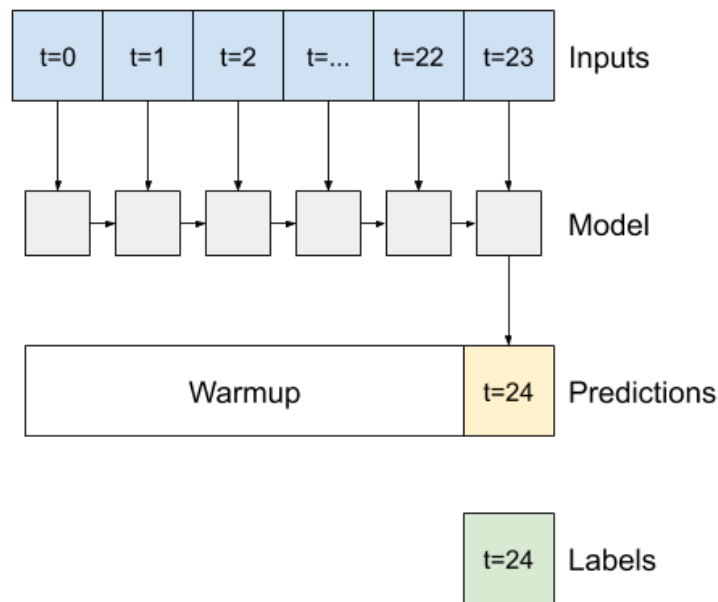 t=0 t=1 t=2 t=... t=22 t=23 Inputs
Model
Warmup t=24 Predictions
t=24 Labels